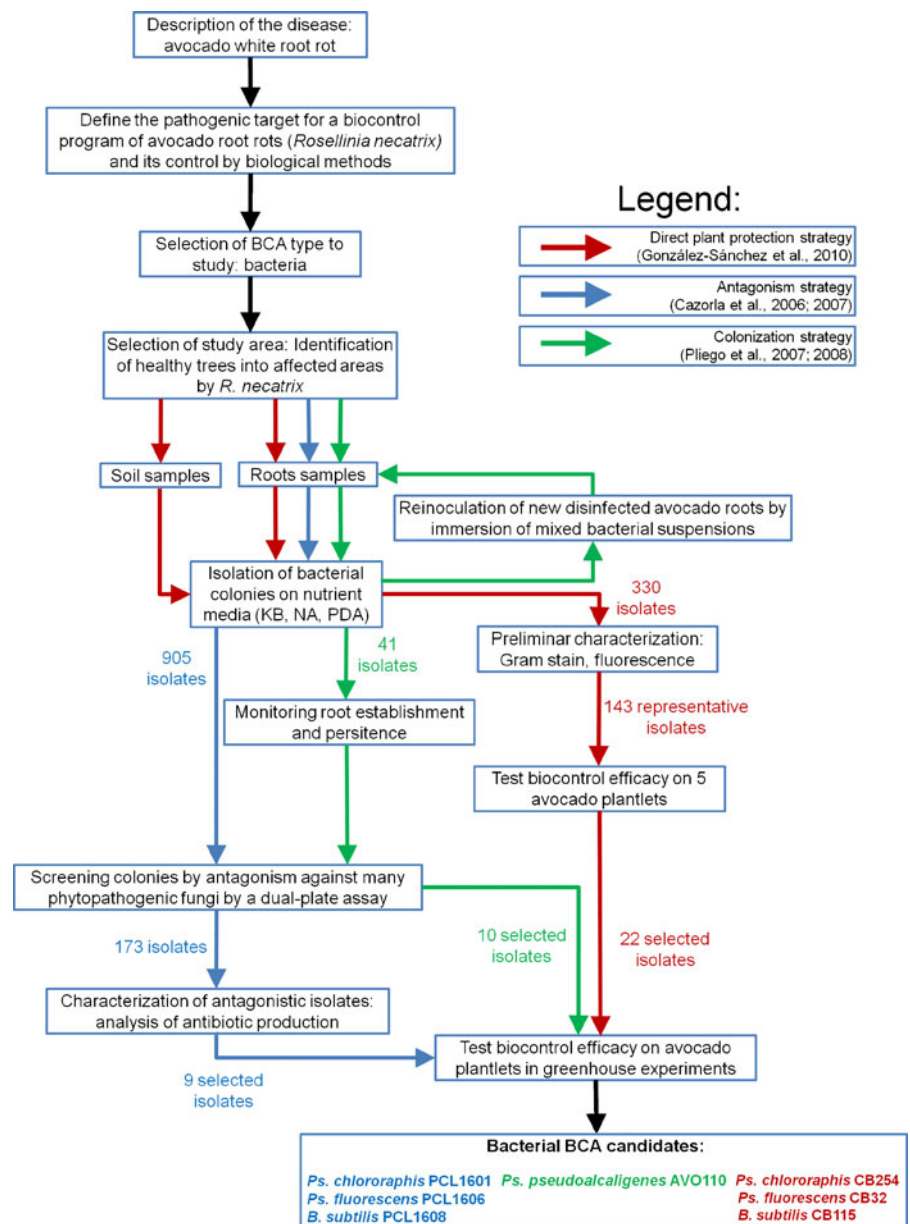 Description of the disease:
avocado white root rot
Define the pathogenic target for a biocontrol
program of avocado root rots (Rosellinia necatrix)
and its control by biological methods
Selection of BCA type to
study: bacteria
Selection of study area: Identification
of healthy trees into affected areas
by R. necatrix
Legend:
Direct plant protection strategy
(González-Sánchez et al., 2010)
Antagonism strategy
(Cazorla et al., 2006; 2007)
Colonization strategy
(Pliego et al., 2007; 2008)
Soil samples
Roots samples
Reinoculation of new disinfected avocado roots by
immersion of mixed bacterial suspensions
Isolation of bacterial
colonies on nutrient
media (KB, NA, PDA)
330
isolates
Preliminar characterization:
Gram stain, fluorescence
905
isolates
41
isolates
Monitoring root establishment
and persitence
143 representative
isolates
Test biocontrol efficacy on 5
avocado plantlets
Screening colonies by antagonism against many
phytopathogenic fungi by a dual-plate assay
173 isolates
10 selected
isolates
22 selected
isolates
Characterization of antagonistic isolates:
analysis of antibiotic production
9 selected
isolates
Test biocontrol efficacy on avocado
plantlets in greenhouse experiments
Bacterial BCA candidates:
Ps. chlororaphis PCL1601 Ps. pseudoalcaligenes AVO110 Ps. chlororaphis CB254
Ps. fluorescens PCL1606 Ps. fluorescens CB32
B. subtilis PCL1608 B. subtilis CB115